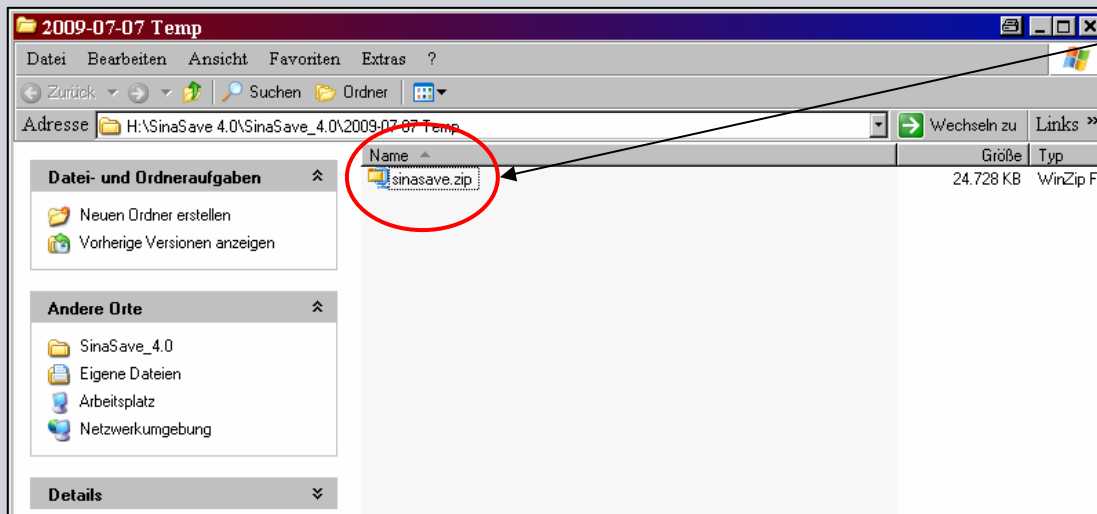 2009-07-07 Temp
Datei Bearbeiten Ansicht Favoriten Extras ?
Zurück Suchen Ordner
Adresse H:\SinaSave 4.0\SinaSave_4.0\2009-07-07 Temp Wechseln zu Links »
Name Größe Typ
sinasave.zip 24.728 KB WinZip F
Datei- und Ordneraufgaben
Neuen Ordner erstellen
Vorherige Versionen anzeigen
Andere Orte
SinaSave_4.0
Eigene Dateien
Arbeitsplatz
Netzwerkumgebung
Details